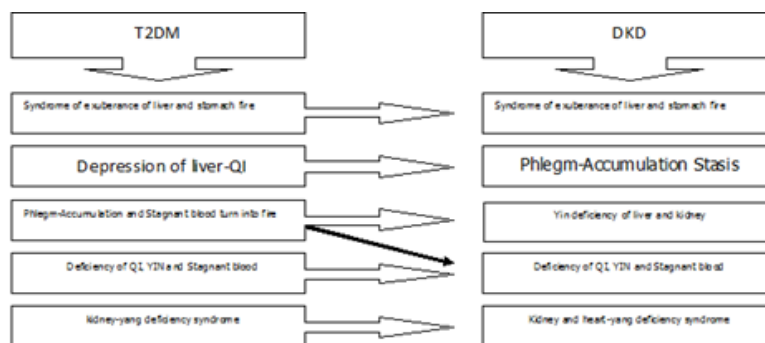 T2DM
DKD
Syndrome of exuberance of liver and stomach fire
Syndrome of exuberance of liver and stomach fire
Depression of liver-QI
Phlegm-Accumulation Stasis
Phlegm-Accumulation and Stagnant blood turn into fire
Yin deficiency of liver and kidney
Deficiency of QI, YIN and Stagnant blood
Deficiency of QI, YIN and Stagnant blood
kidney-yang deficiency syndrome
Kidney and heart-yang deficiency syndrome